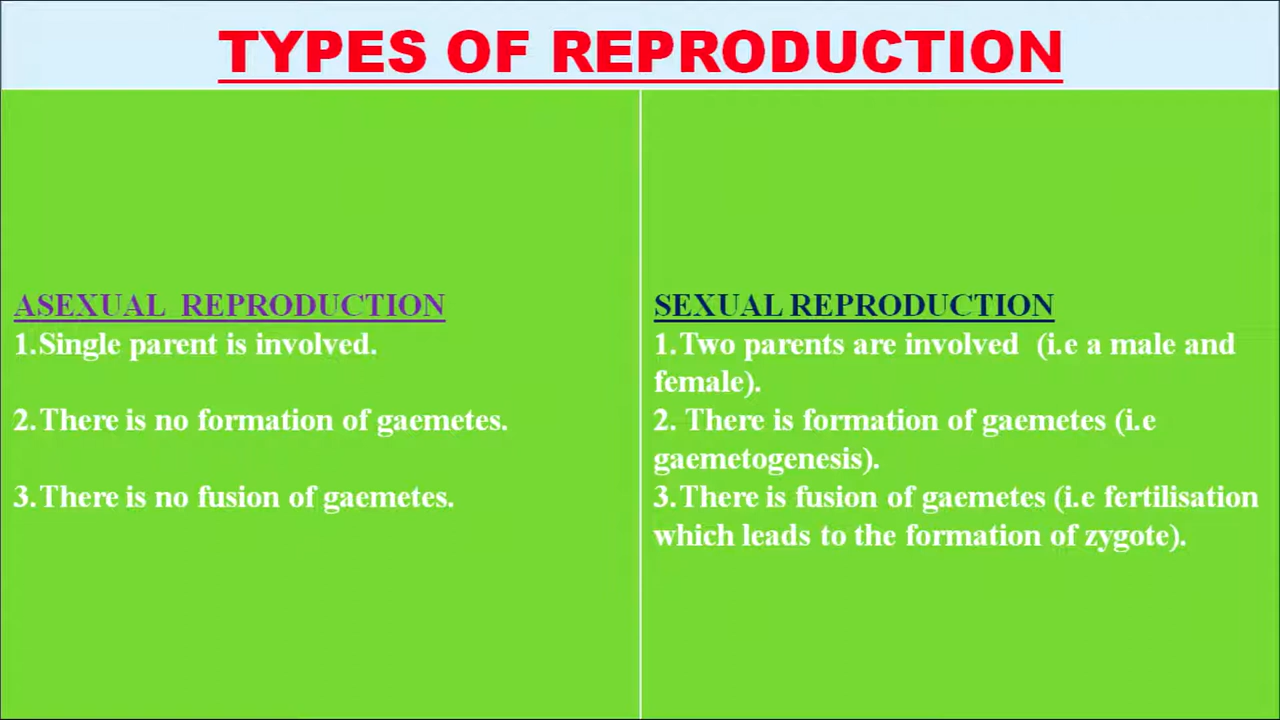 TYPES OF REPRODUCTION
ASEXUAL REPRODUCTION
1.Single parent is involved.
2.There is no formation of gaemetes.
3.There is no fusion of gaemetes.
SEXUAL REPRODUCTION
1.Two parents are involved (i.e a male and
female).
2. There is formation of gaemetes (i.e
gaemetogenesis).
3.There is fusion of gaemetes (i.e fertilisation
which leads to the formation of zygote).